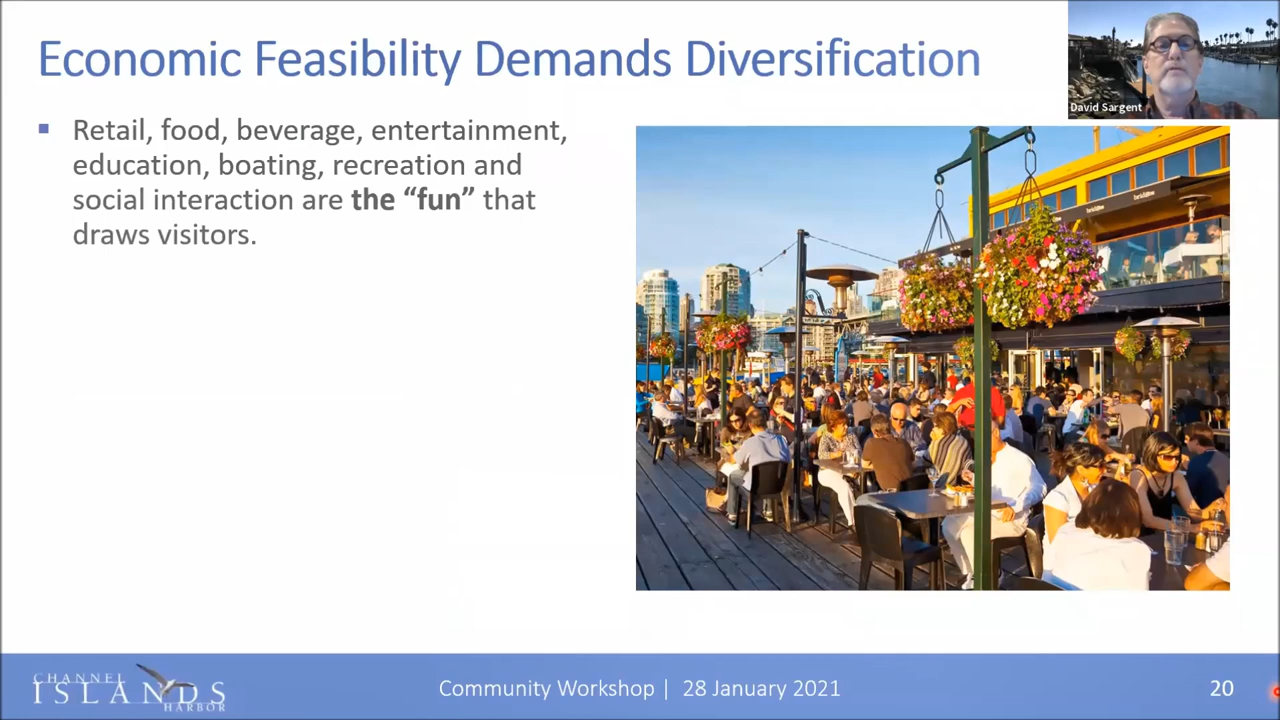 Economic Feasibility Demands Diversification
David Sargent
▪ Retail, food, beverage, entertainment,
education, boating, recreation and
social interaction are the “fun” that
draws visitors.
CHANNEL
ISLANDS
HARBOR
Community Workshop | 28 January 2021
20